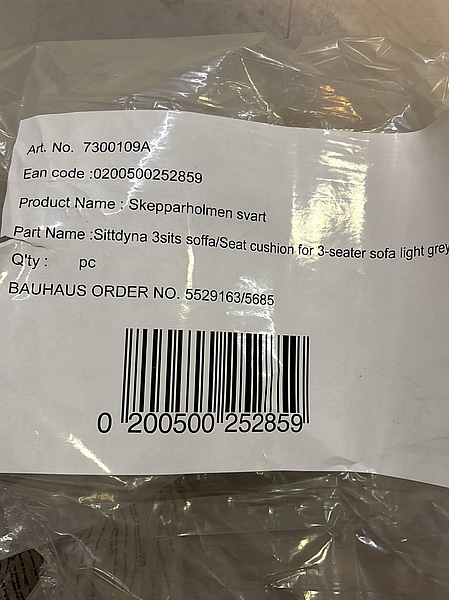 Art. No. 7300109A
Ean code :0200500252859
Product Name : Skepparholmen svart
Part Name :Sittdyna 3sits soffa/Seat cushion for 3-seater sofa light grey
Q'ty : pc
BAUHAUS ORDER NO. 5529163/5685
0 200500 252859